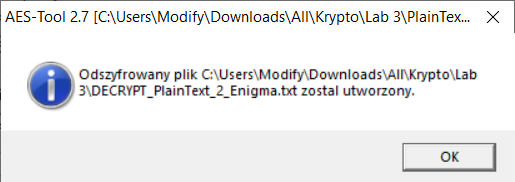 AES-Tool 2.7 [C:\Users\Modify\Downloads\All\Krypto\Lab 3\PlainTex...
Odszyfrowany plik C:\Users\Modify\Downloads\All\Krypto\Lab
3\DECRYPT_PlainText_2_Enigma.txt zostal utworzony.
OK